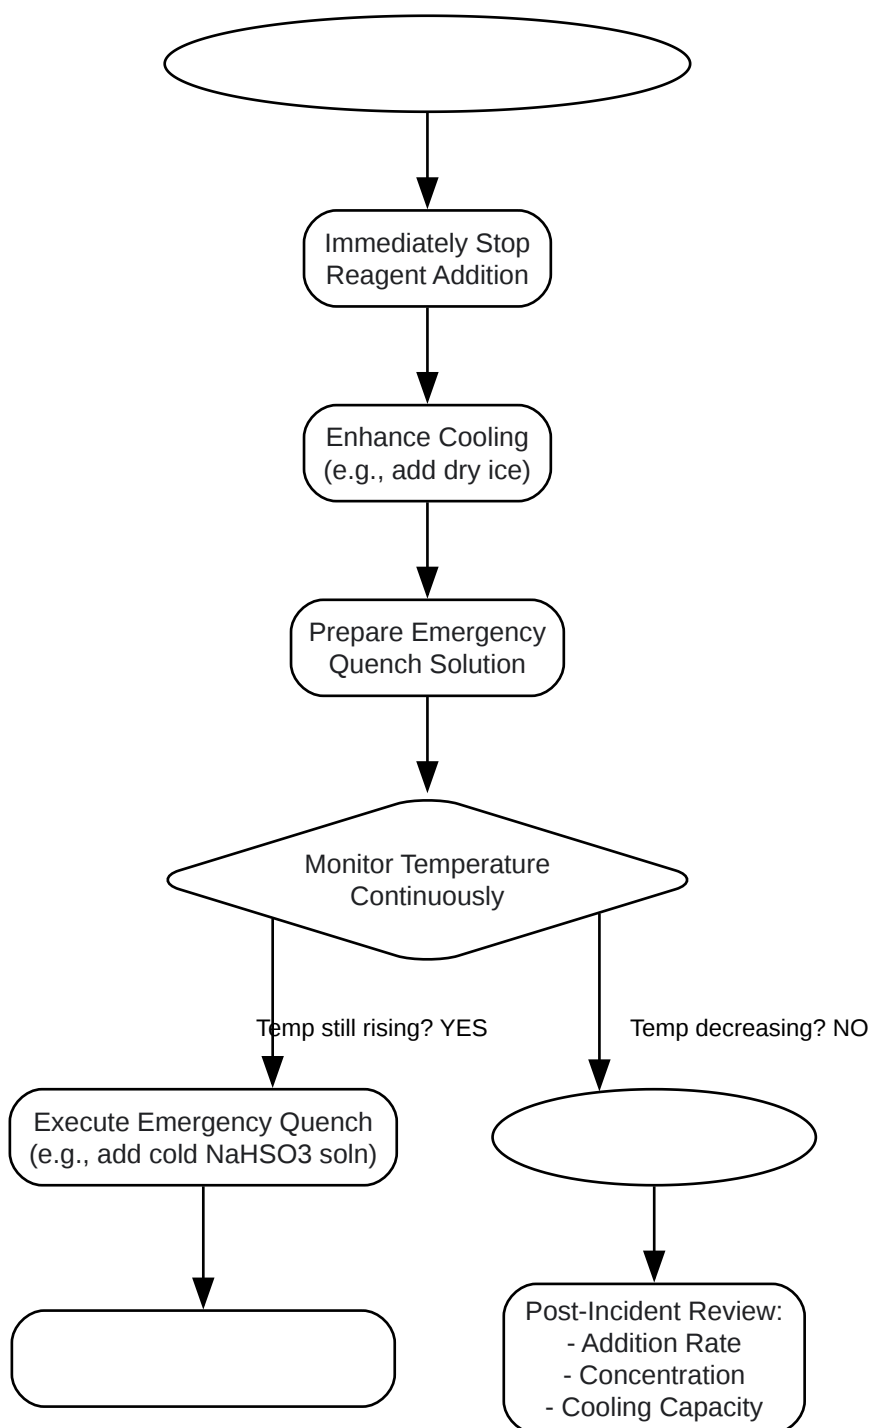 Immediately Stop
Reagent Addition
Enhance Cooling
(e.g., add dry ice)
Prepare Emergency
Quench Solution
Monitor Temperature
Continuously
Temp still rising? YES
Temp decreasing? NO
Execute Emergency Quench
(e.g., add cold NaHSO3 soln)
Post-Incident Review:
- Addition Rate
- Concentration
- Cooling Capacity